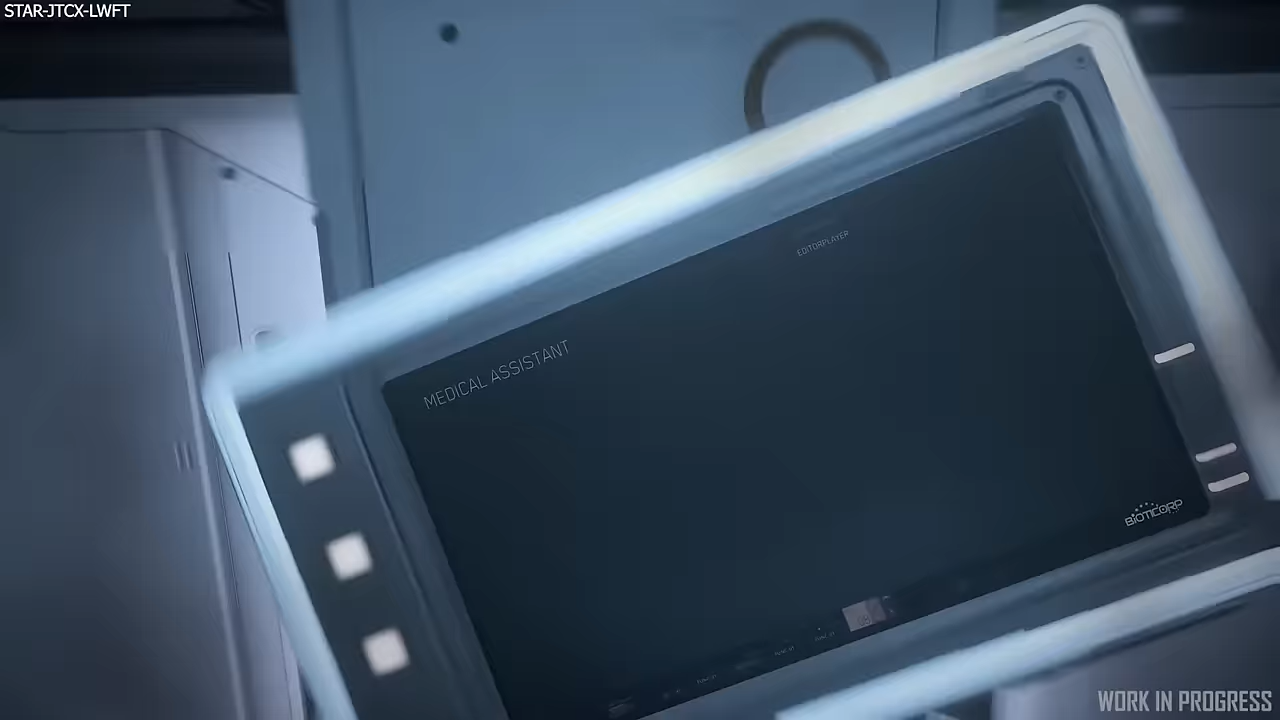 STAR-JTCX-LWFT
EDITORPLAYER
MEDICAL ASSISTANT
BIOTICORP
WORK IN PROGRESS